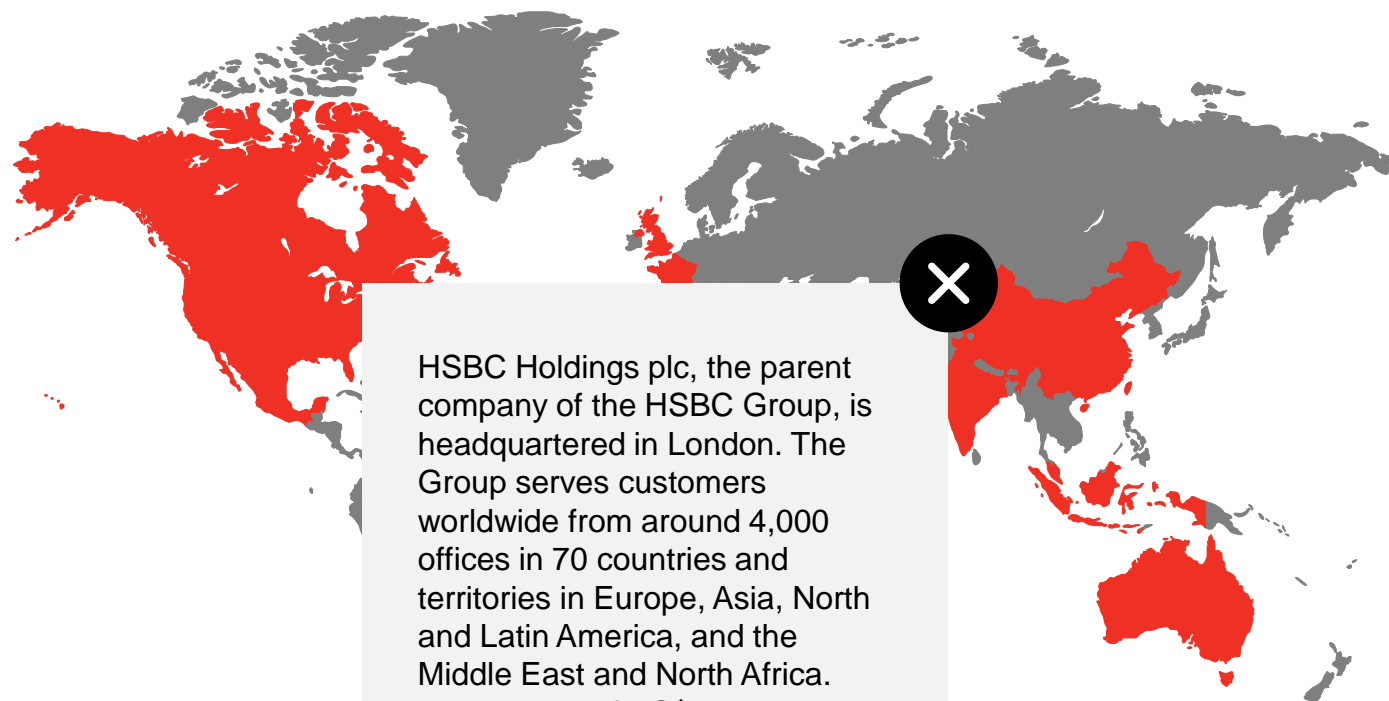 HSBC Holdings plc, the parent
company of the HSBC Group, is
headquartered in London. The
Group serves customers
worldwide from around 4,000
offices in 70 countries and
territories in Europe, Asia, North
and Latin America, and the
Middle East and North Africa.